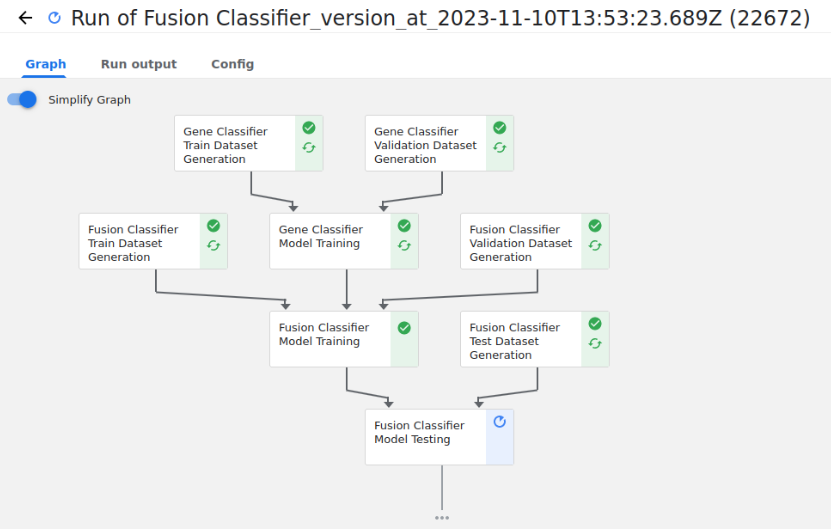 Run of Fusion Classifier_version_at_2023-11-10T13:53:23.689Z (22672)
Graph
Run output
Config
Simplify Graph
Gene Classifier
Train Dataset
Generation
Gene Classifier
Validation Dataset
Generation
Fusion Classifier
Train Dataset
Generation
Gene Classifier
Model Training
Fusion Classifier
Validation Dataset
Generation
Fusion Classifier
Model Training
Fusion Classifier
Test Dataset
Generation
Fusion Classifier
Model Testing